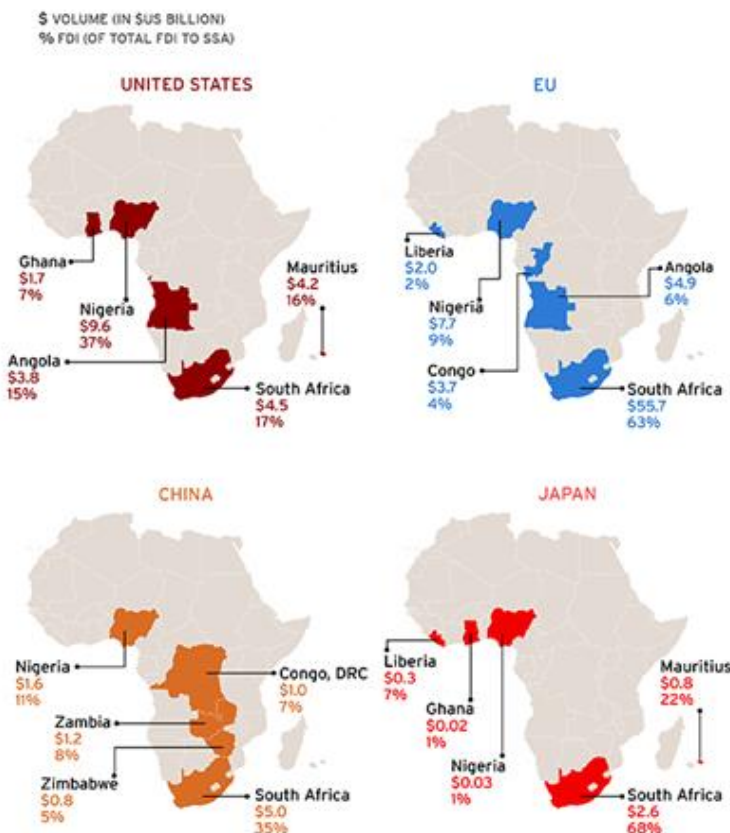 $ VOLUME (IN $US BILLION)
% FDI (OF TOTAL FDI TO SSA)
UNITED STATES
Ghana
$1.7
7%
Nigeria
$9.6
37%
Angola
$3.8
15%
Mauritius
$4.2
16%
South Africa
$4.5
17%
EU
Liberia
$2.0
2%
Nigeria
$7.7
9%
Congo
$3.7
4%
Angola
$4.9
6%
South Africa
$55.7
63%
CHINA
Nigeria
$1.6
11%
Congo, DRC
$1.0
7%
Zambia
$1.2
8%
Zimbabwe
$0.8
5%
South Africa
$5.0
35%
JAPAN
Liberia
$0.3
7%
Ghana
$0.02
1%
Nigeria
$0.03
1%
Mauritius
$0.8
22%
South Africa
$2.6
68%